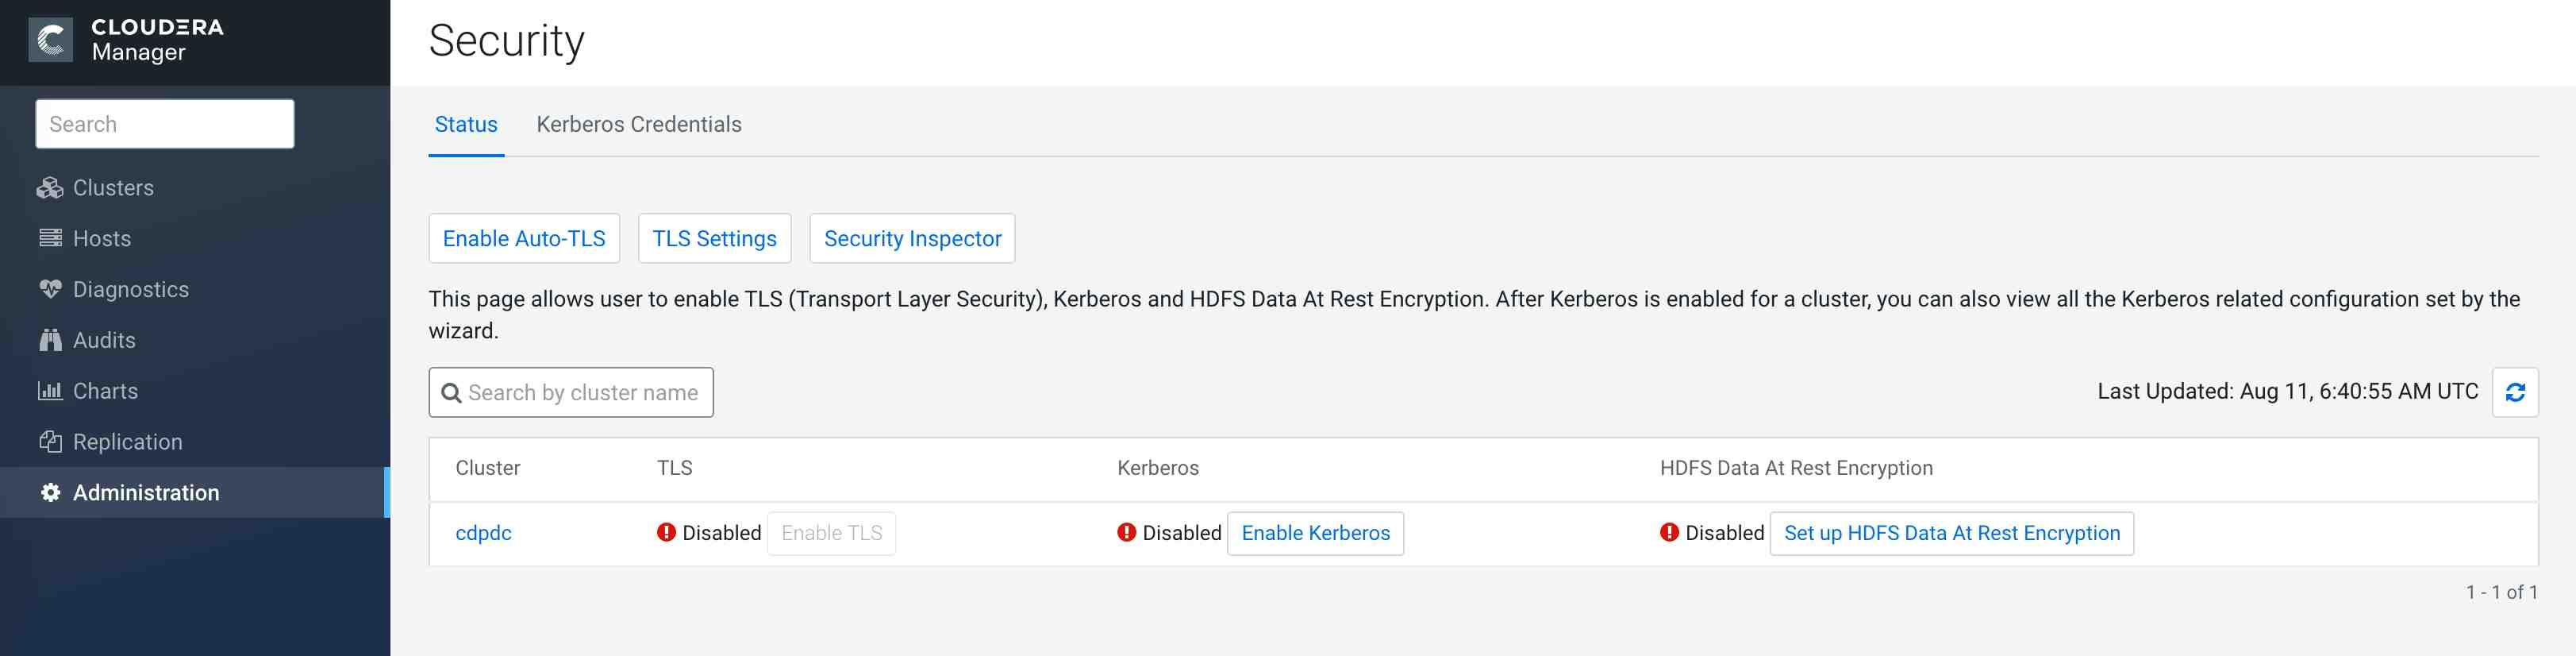 CLOUDERA
Manager
Search
Clusters
Hosts
Diagnostics
Audits
Charts
Replication
Administration
Security
Status Kerberos Credentials
Enable Auto-TLS TLS Settings Security Inspector
This page allows user to enable TLS (Transport Layer Security), Kerberos and HDFS Data At Rest Encryption. After Kerberos is enabled for a cluster, you can also view all the Kerberos related configuration set by the
wizard.
Search by cluster name Last Updated: Aug 11, 6:40:55 AM UTC
Cluster TLS Kerberos HDFS Data At Rest Encryption
cdpdc Disabled Enable TLS Disabled Enable Kerberos Disabled Set up HDFS Data At Rest Encryption
1 - 1 of 1